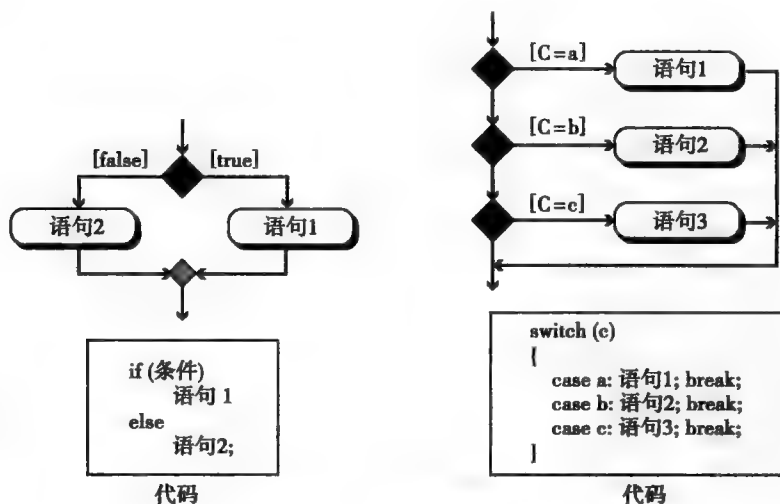 [false]
[true]
语句2
语句1
if (条件)
语句 1
else
语句2;
代码
[C=a]
语句1
[C=b]
语句2
[C=c]
语句3
switch (c)
{
case a: 语句1; break;
case b: 语句2; break;
case c: 语句3; break;
}
代码